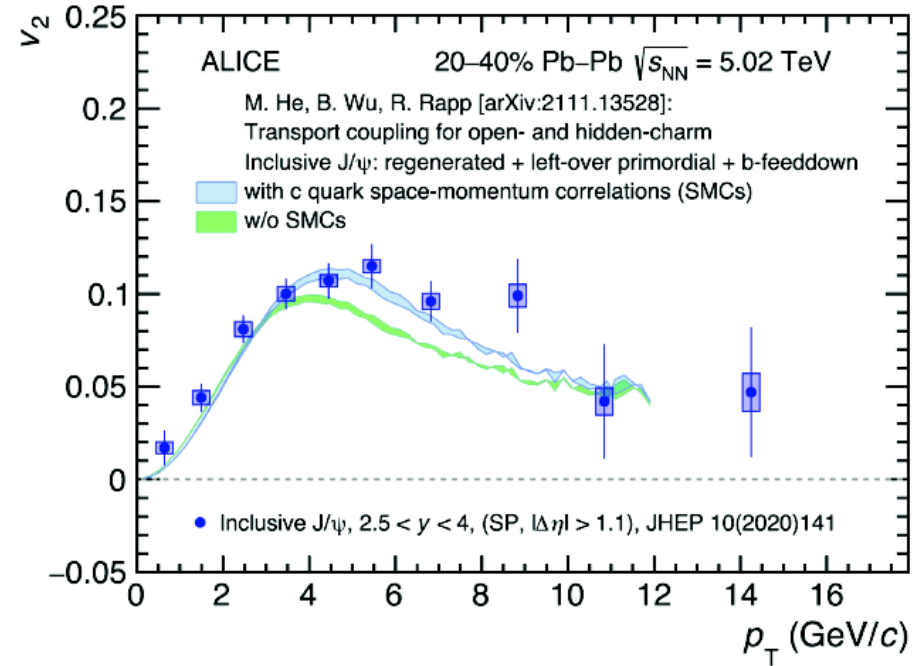 v₂
0.25
ALICE 20–40% Pb–Pb √sNN = 5.02 TeV
M. He, B. Wu, R. Rapp [arXiv:2111.13528]:
0.2
Transport coupling for open- and hidden-charm
Inclusive J/ψ: regenerated + left-over primordial + b-feeddown
0.15
with c quark space-momentum correlations (SMCs)
w/o SMCs
0.1
0.05
0
Inclusive J/ψ, 2.5 < y < 4, (SP, |Δη| > 1.1), JHEP 10(2020)141
−0.05
0 2 4 6 8 10 12 14 16
pT (GeV/c)